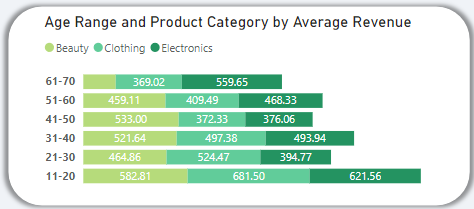 Age Range and Product Category by Average Revenue
Beauty Clothing Electronics
61-70 369.02 559.65
51-60 459.11 409.49 468.33
41-50 533.00 372.33 376.06
31-40 521.64 497.38 493.94
21-30 464.86 524.47 394.77
11-20 582.81 681.50 621.56